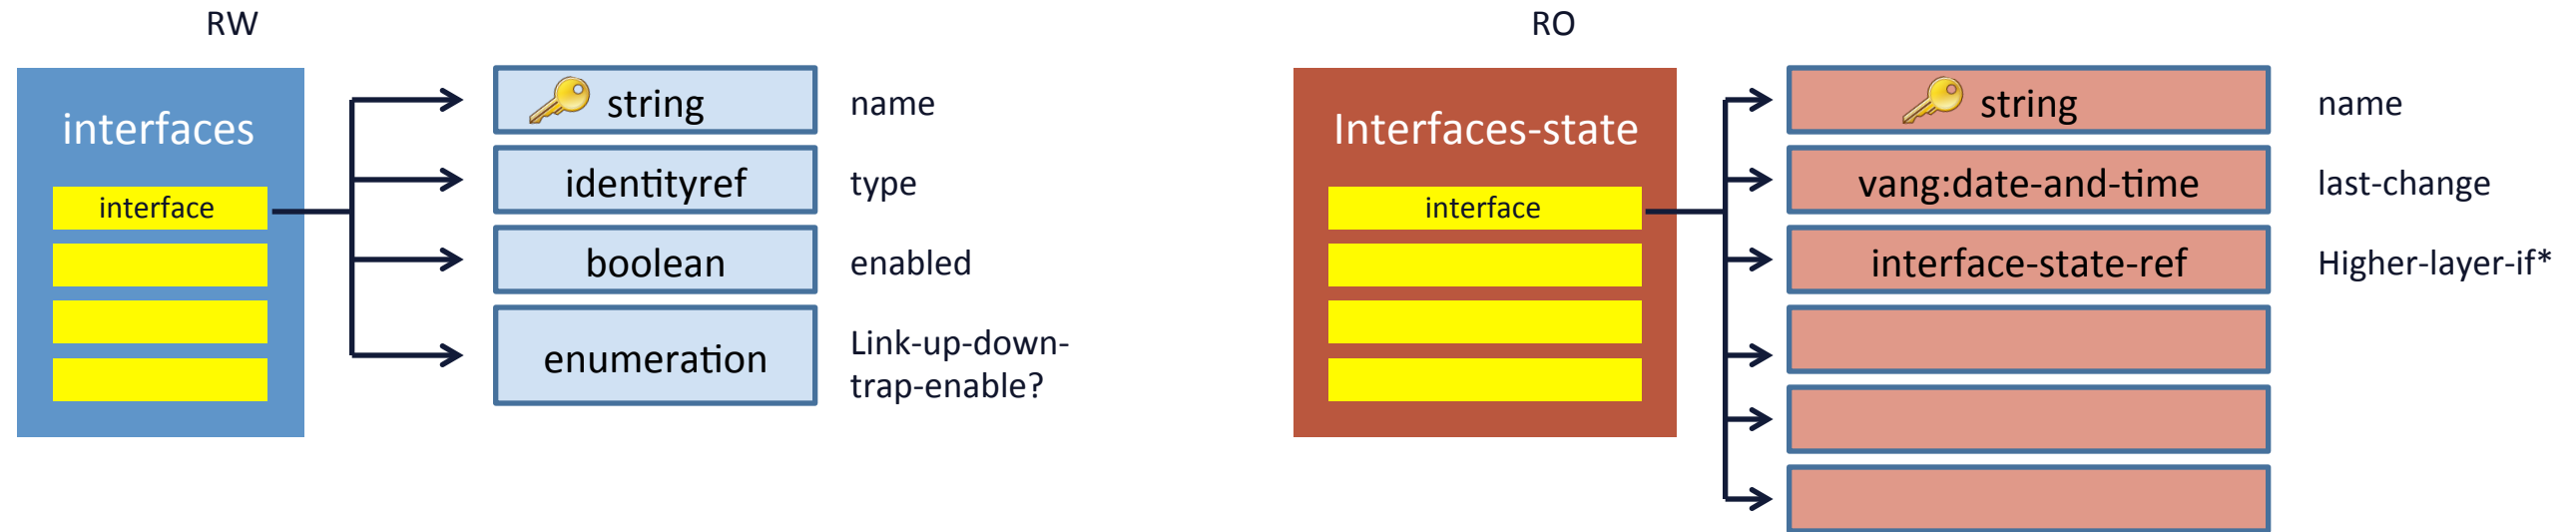 RW
interfaces
interface
string
name
identityref
type
boolean
enabled
enumeration
Link-up-down-
trap-enable?
RO
Interfaces-state
interface
string
name
vang:date-and-time
last-change
interface-state-ref
Higher-layer-if*